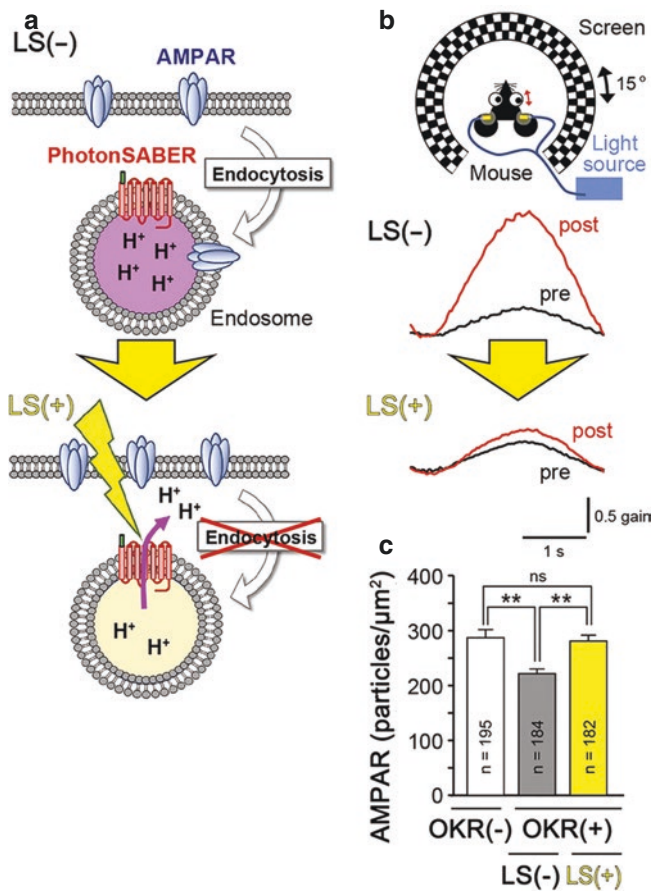 a
LS(−)
AMPAR
PhotonSABER
Endocytosis
H+
H+
H+
H+
Endosome
LS(+)
H+
H+
Endocytosis
H+
H+
b
Screen
15°
Mouse
Light
source
LS(−)
post
pre
LS(+)
post
pre
0.5 gain
1 s
c
AMPAR (particles/µm²)
400
300
200
100
0
ns
**
**
n = 195
n = 184
n = 182
OKR(-)
OKR(+)
LS(-)
LS(+)